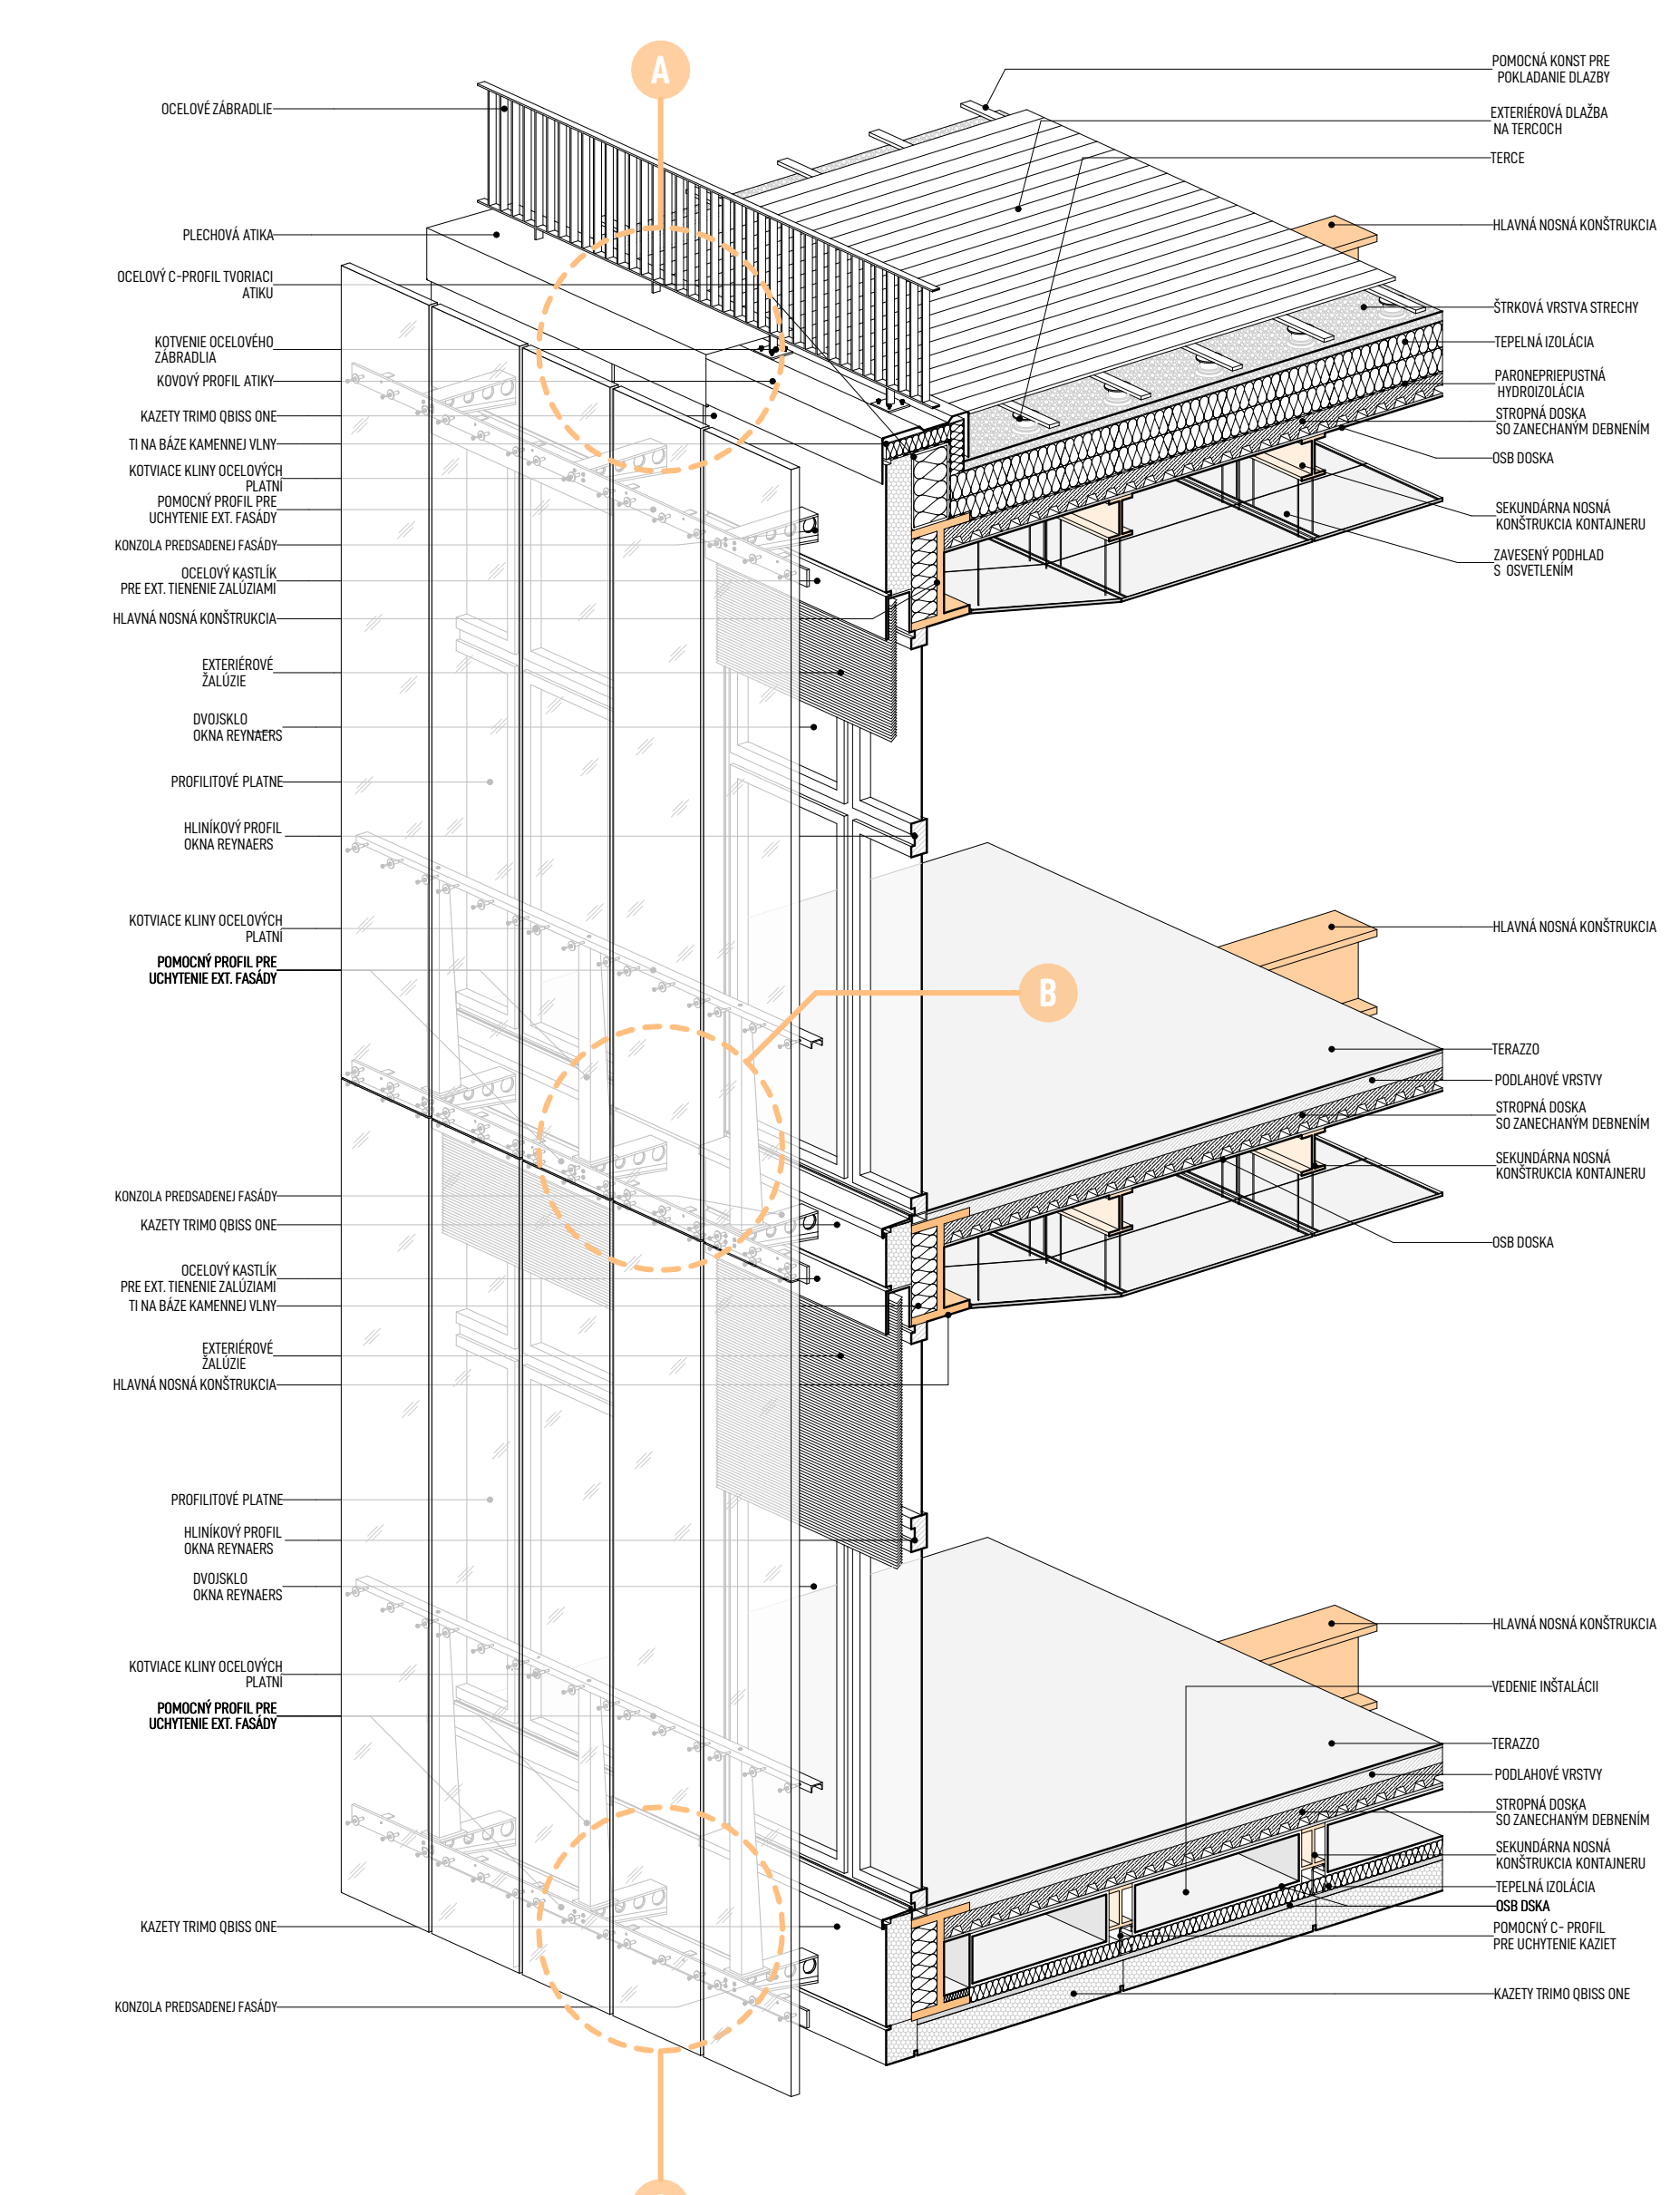 A
OCELOVÉ ZÁBRADLIE
PLECHOVÁ ATIKA
OCELOVÝ C-PROFIL TVORIACI
ATIKU
KOTVENIE OCELOVÉHO
ZÁBRADLIA
KOVOVÝ PROFIL ATIKY
KAZETY TRIMO QBISS ONE
TI NA BÁZE KAMENNEJ VLNY
KOTVIACE KLINY OCELOVÝCH
PLATNÍ
POMOCNÝ PROFIL PRE
UCHYTENIE EXT. FASÁDY
KONZOLA PREDSADENEJ FASÁDY
OCELOVÝ KASTLÍK
PRE EXT. TIENENIE ZALÚZIAMI
HLAVNÁ NOSNÁ KONŠTRUKCIA
EXTERIÉROVÉ
ŽALÚZIE
DVOJSKLO
OKNA REYNAERS
PROFILITOVÉ PLATNE
HLINÍKOVÝ PROFIL
OKNA REYNAERS
KOTVIACE KLINY OCELOVÝCH
PLATNÍ
POMOCNÝ PROFIL PRE
UCHYTENIE EXT. FASÁDY
KONZOLA PREDSADENEJ FASÁDY
KAZETY TRIMO QBISS ONE
OCELOVÝ KASTLÍK
PRE EXT. TIENENIE ZALÚZIAMI
TI NA BÁZE KAMENNEJ VLNY
EXTERIÉROVÉ
ŽALÚZIE
HLAVNÁ NOSNÁ KONŠTRUKCIA
PROFILITOVÉ PLATNE
HLINÍKOVÝ PROFIL
OKNA REYNAERS
DVOJSKLO
OKNA REYNAERS
KOTVIACE KLINY OCELOVÝCH
PLATNÍ
POMOCNÝ PROFIL PRE
UCHYTENIE EXT. FASÁDY
KAZETY TRIMO QBISS ONE
KONZOLA PREDSADENEJ FASÁDY
B
POMOCNÁ KONST PRE
POKLADANIE DLAZBY
EXTERIÉROVÁ DLAŽBA
NA TERCOCH
TERCE
HLAVNÁ NOSNÁ KONŠTRUKCIA
ŠTRKOVÁ VRSTVA STRECHY
TEPELNÁ IZOLÁCIA
PARONEPRIEPUSTNÁ
HYDROIZOLÁCIA
STROPNÁ DOSKA
SO ZANECHANÝM DEBNENÍM
OSB DOSKA
SEKUNDÁRNA NOSNÁ
KONŠTRUKCIA KONTAJNERU
ZAVESENÝ PODHLAD
S OSVETLENÍM
HLAVNÁ NOSNÁ KONŠTRUKCIA
TERAZZO
PODLAHOVÉ VRSTVY
STROPNÁ DOSKA
SO ZANECHANÝM DEBNENÍM
SEKUNDÁRNA NOSNÁ
KONŠTRUKCIA KONTAJNERU
OSB DOSKA
HLAVNÁ NOSNÁ KONŠTRUKCIA
VEDENIE INŠTALÁCII
TERAZZO
PODLAHOVÉ VRSTVY
STROPNÁ DOSKA
SO ZANECHANÝM DEBNENÍM
SEKUNDÁRNA NOSNÁ
KONŠTRUKCIA KONTAJNERU
TEPELNÁ IZOLÁCIA
OSB DSKA
POMOCNÝ C- PROFIL
PRE UCHYTENIE KAZIET
KAZETY TRIMO QBISS ONE